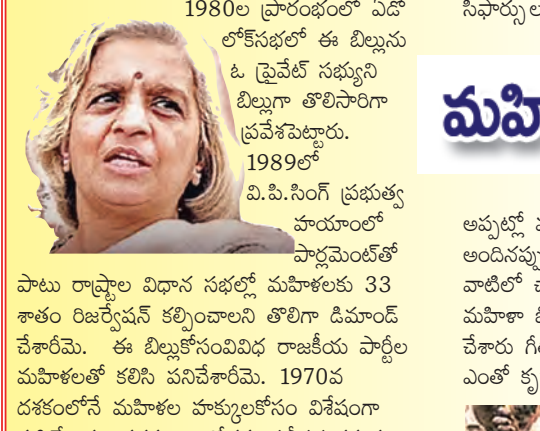 1980ల ప్రారంభంలో ఏడో
లోక్‌సభలో ఈ బిల్లును
ఓ ప్రైవేట్ సభ్యుని
బిల్లుగా తొలిసారిగా
ప్రవేశపెట్టారు.
1989లో
వి.పి.సింగ్ ప్రభుత్వ
హయాంలో
పార్లమెంట్‌తో
పాటు రాష్ట్రాల విధాన సభల్లో మహిళలకు 33
శాతం రిజర్వేషన్ కల్పించాలని తొలిగా డిమాండ్
చేశారీమె. ఈ బిల్లుకోసంవివిధ రాజకీయ పార్టీల
మహిళలతో కలిసి పనిచేశారీమె. 1970వ
దశకంలోనే మహిళల హక్కులకోసం విశేషంగా
సిఫార్సుల
మహి
అప్పట్లో
అందినప్పు
వాటిలో
మహిళా
చేశారు గీ
ఎంతో కృ